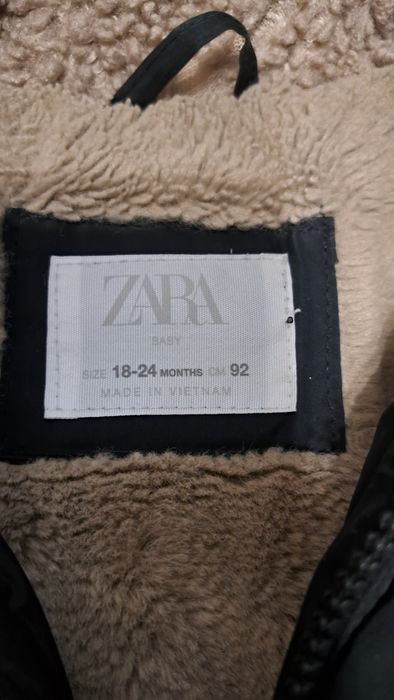 ZARA
BABY
SIZE 18-24 MONTHS CM 92
MADE IN VIETNAM